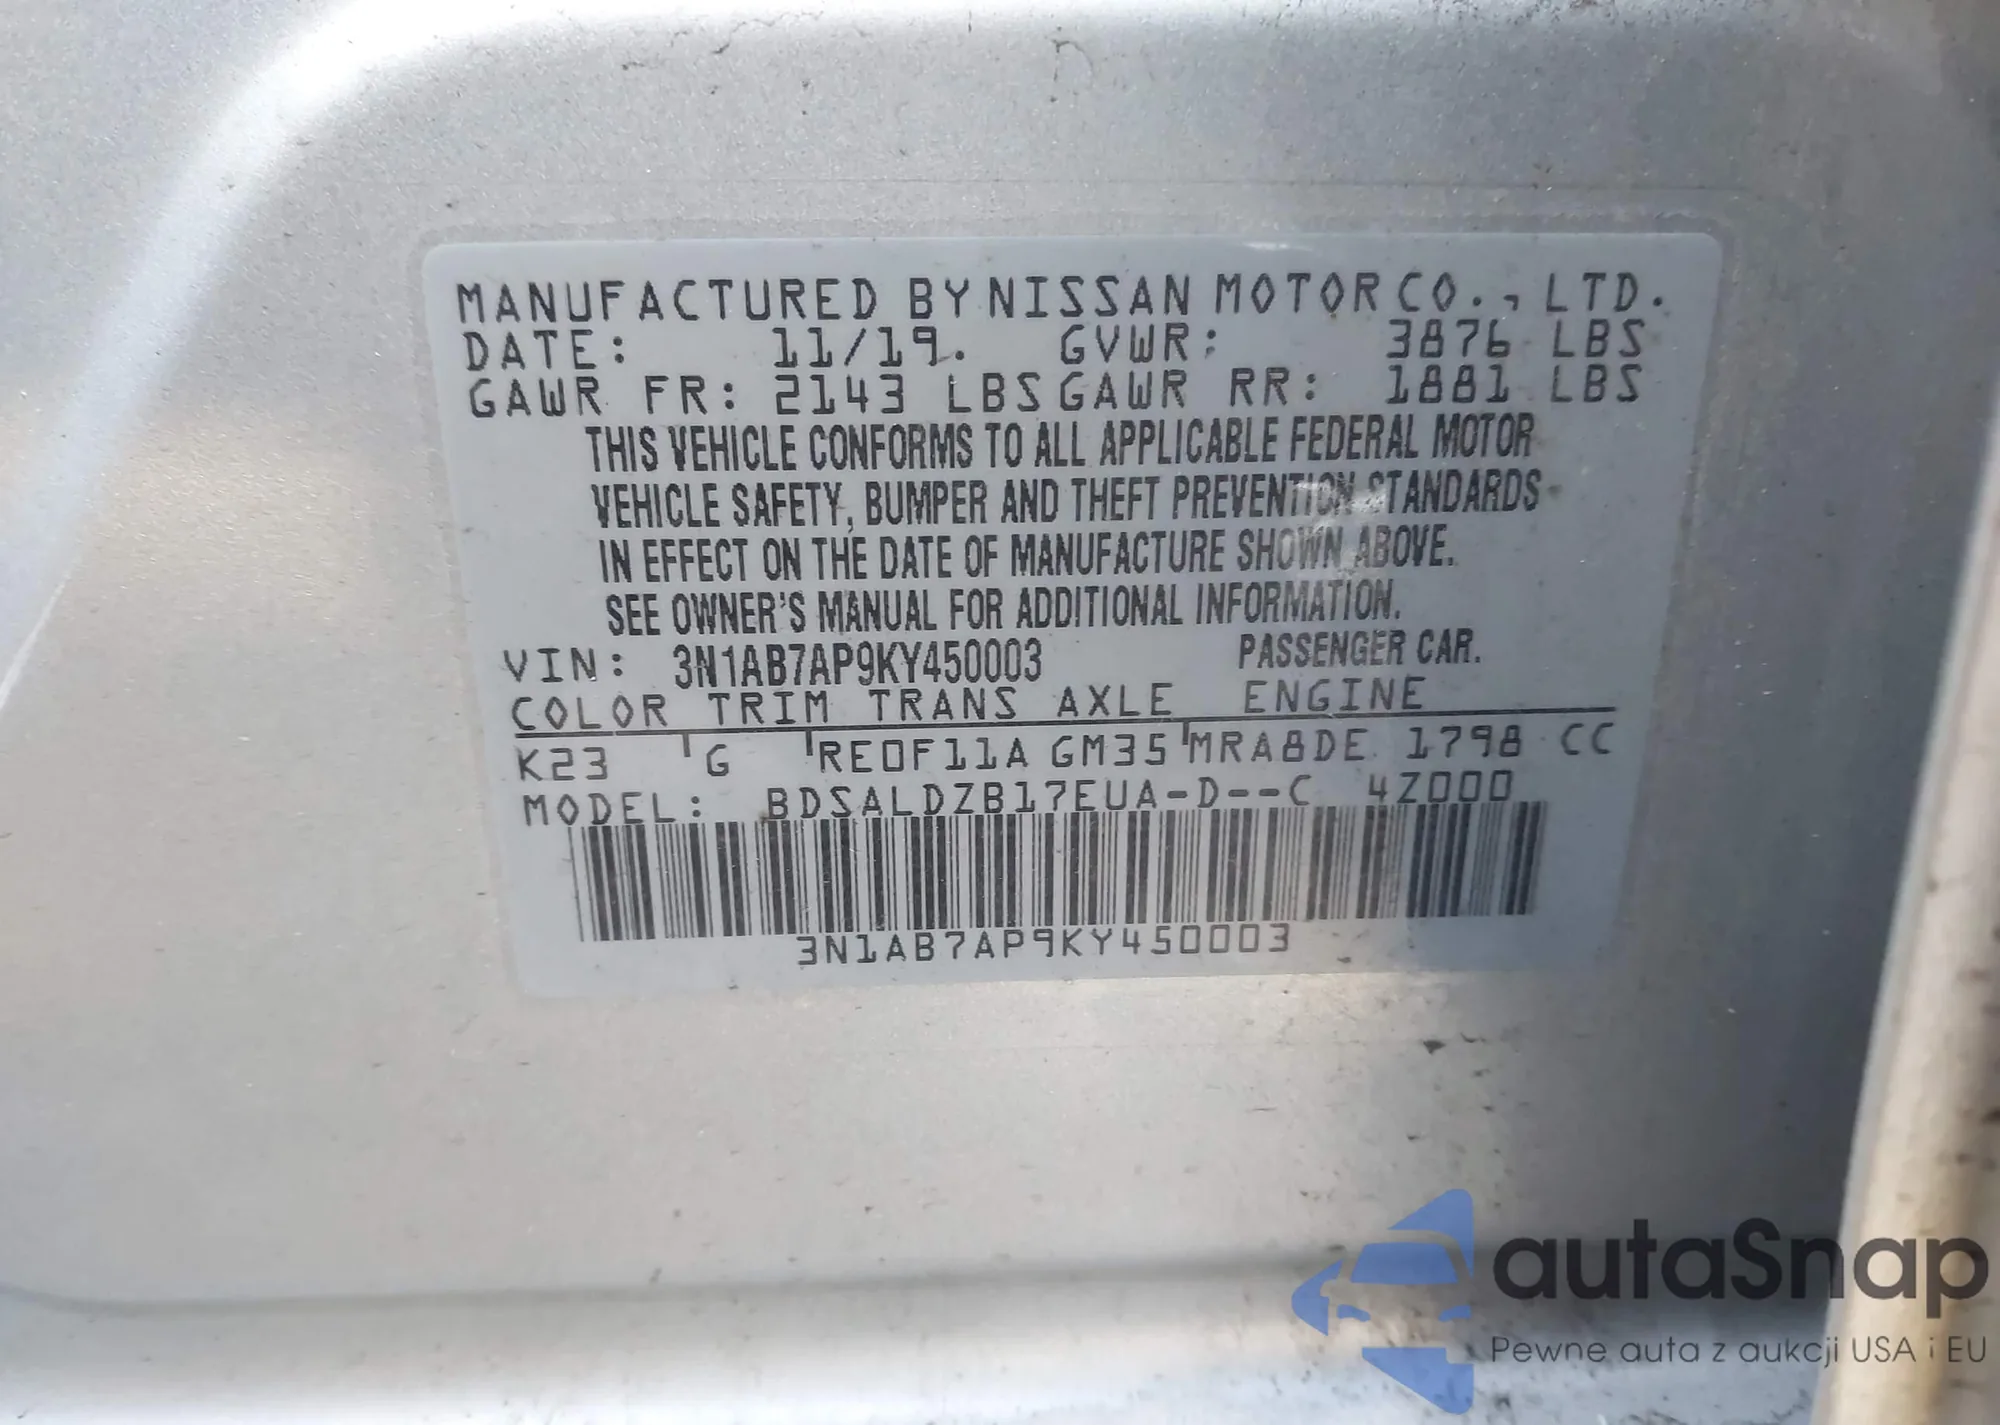 MANUFACTURED BY NISSAN MOTOR CO., LTD.
DATE: 11/19. GVWR: 3876 LBS
GAWR FR: 2143 LBS GAWR RR: 1881 LBS
THIS VEHICLE CONFORMS TO ALL APPLICABLE FEDERAL MOTOR
VEHICLE SAFETY, BUMPER AND THEFT PREVENTION STANDARDS
IN EFFECT ON THE DATE OF MANUFACTURE SHOWN ABOVE.
SEE OWNER'S MANUAL FOR ADDITIONAL INFORMATION.
VIN: 3N1AB7AP9KY450003 PASSENGER CAR.
COLOR TRIM TRANS AXLE ENGINE
K23 G RE0F11A GM35 MRA8DE 1798 CC
MODEL: BDSALDZB17EUA-D--C 4Z000
3N1AB7AP9KY450003
autaSnap
Pewne auta z aukcji USA i EU